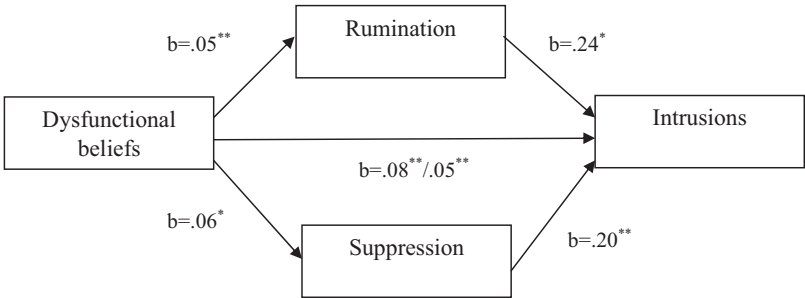 Rumination
b=.05**
b=.24*
Dysfunctional
beliefs
Intrusions
b=.08**/.05**
b=.06*
Suppression
b=.20**